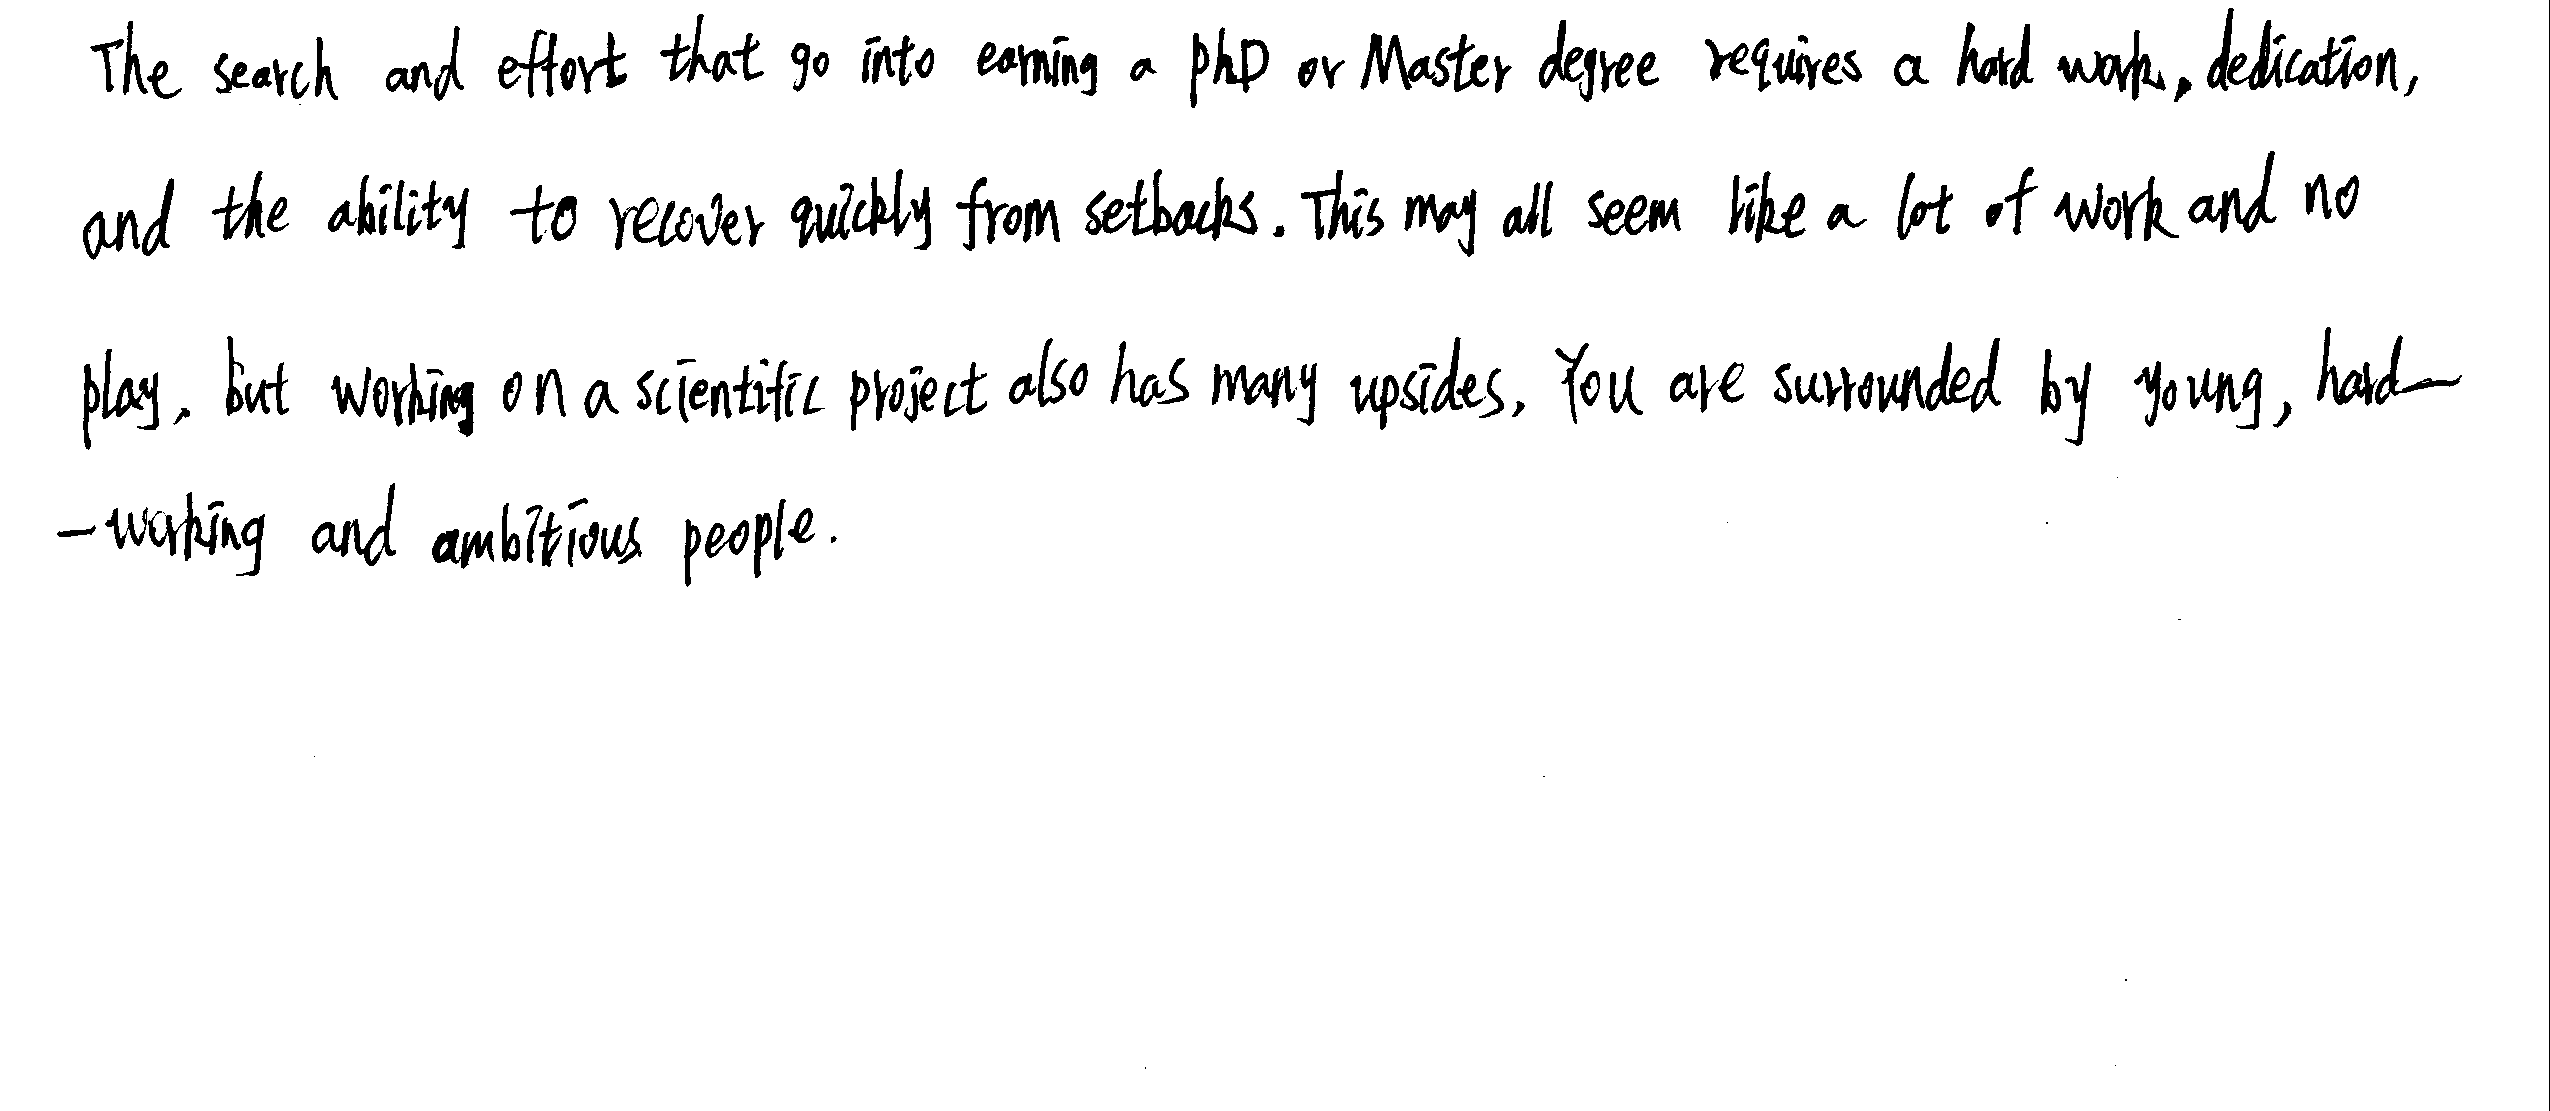 The search and effort that go into earning a PhD or Master degree requires a hard work, dedication,
and the ability to recover quickly from setbacks. This may all seem like a lot of work and no
play, but working on a scientific project also has many upsides. You are surrounded by young, hard-
-working and ambitious people.